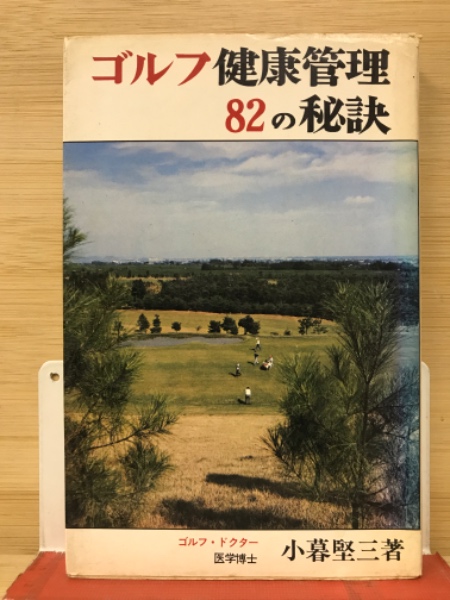 ゴルフ健康管理
82の秘訣
ゴルフ・ドクター
医学博士 小暮堅三著